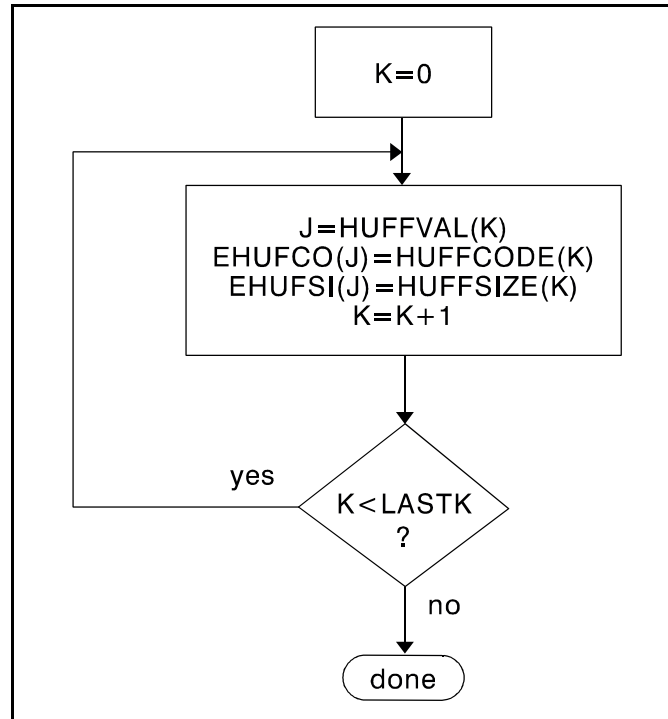 K=0
J=HUFFVAL(K)
EHUFCO(J)=HUFFCODE(K)
EHUFSI(J)=HUFFSIZE(K)
K=K+1
yes
K<LASTK
?
no
done